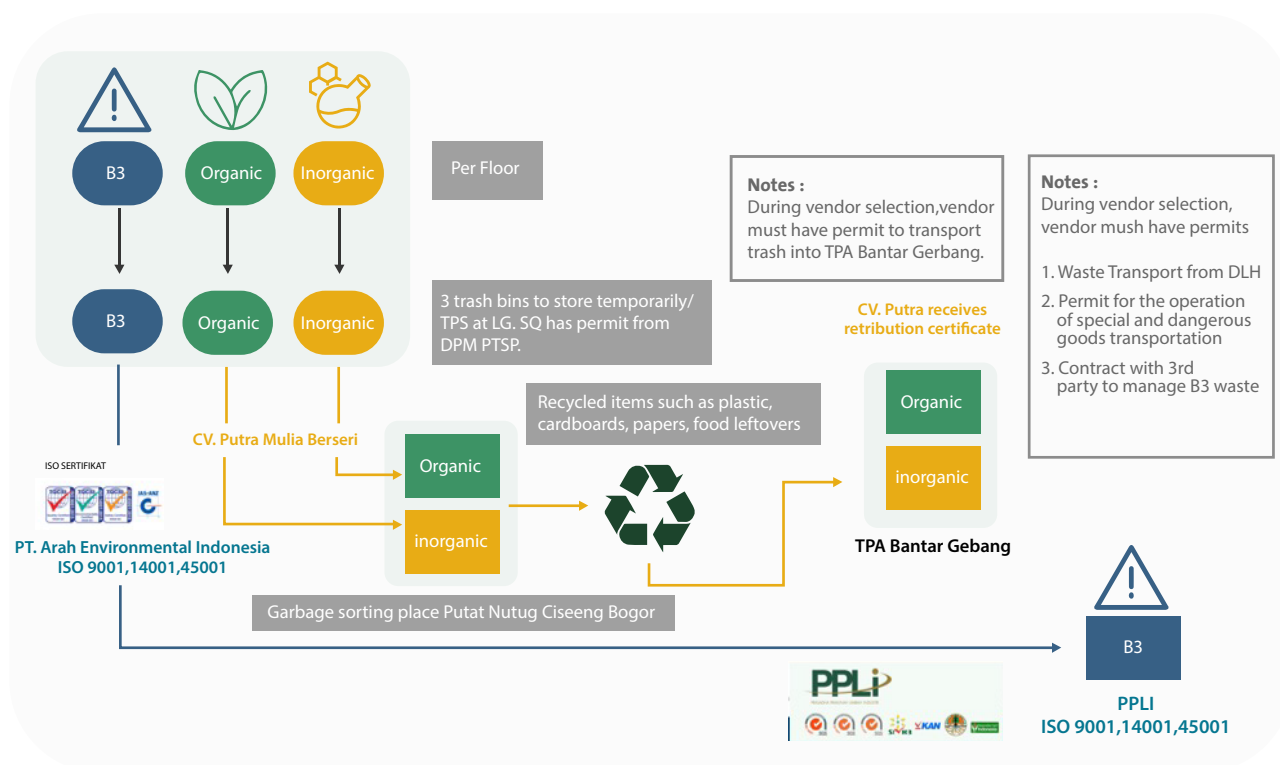 B3
Organic
Inorganic
Per Floor
B3
Organic
Inorganic
3 trash bins to store temporarily/
TPS at LG. SQ has permit from
DPM PTSP.
Notes :
During vendor selection,vendor
must have permit to transport
trash into TPA Bantar Gerbang.
Notes :
During vendor selection,
vendor mush have permits
1. Waste Transport from DLH
2. Permit for the operation
of special and dangerous
goods transportation
3. Contract with 3rd
party to manage B3 waste
CV. Putra receives
retribution certificate
Recycled items such as plastic,
cardboards, papers, food leftovers
CV. Putra Mulia Berseri
Organic
inorganic
Organic
inorganic
TPA Bantar Gebang
ISO SERTIFIKAT
JAS-ANZ
PT. Arah Environmental Indonesia
ISO 9001,14001,45001
Garbage sorting place Putat Nutug Ciseeng Bogor
B3
PPLi
KAN
PPLI
ISO 9001,14001,45001